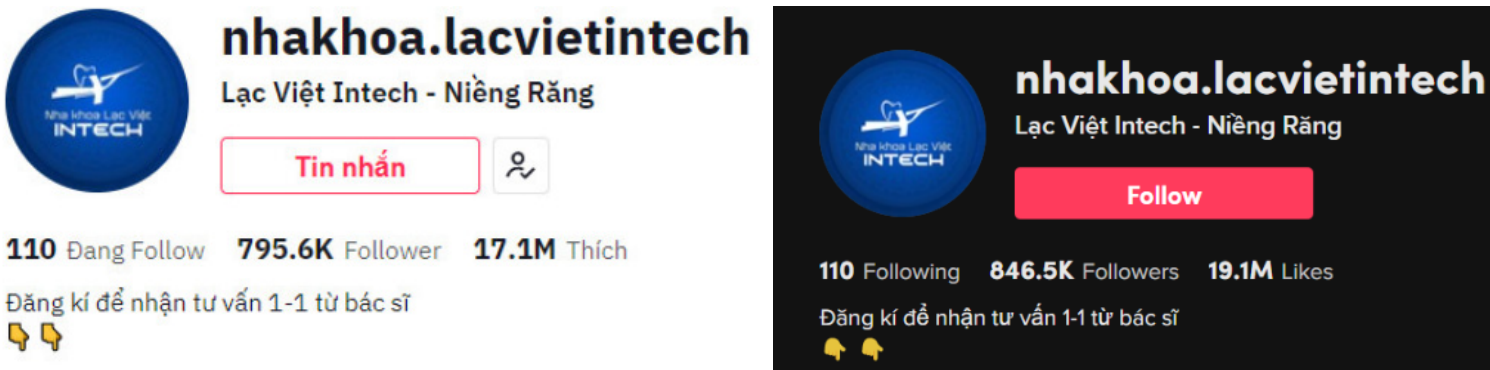 nhakhoa.lacvietintech
Lạc Việt Intech - Niềng Răng
Nha khoa Lạc Việt
INTECH
Tin nhắn
110 Đang Follow 795.6K Follower 17.1M Thích
Đăng kí để nhận tư vấn 1-1 từ bác sĩ
nhakhoa.lacvietintech
Lạc Việt Intech - Niềng Răng
Nha khoa Lạc Việt
INTECH
Follow
110 Following 846.5K Followers 19.1M Likes
Đăng kí để nhận tư vấn 1-1 từ bác sĩ